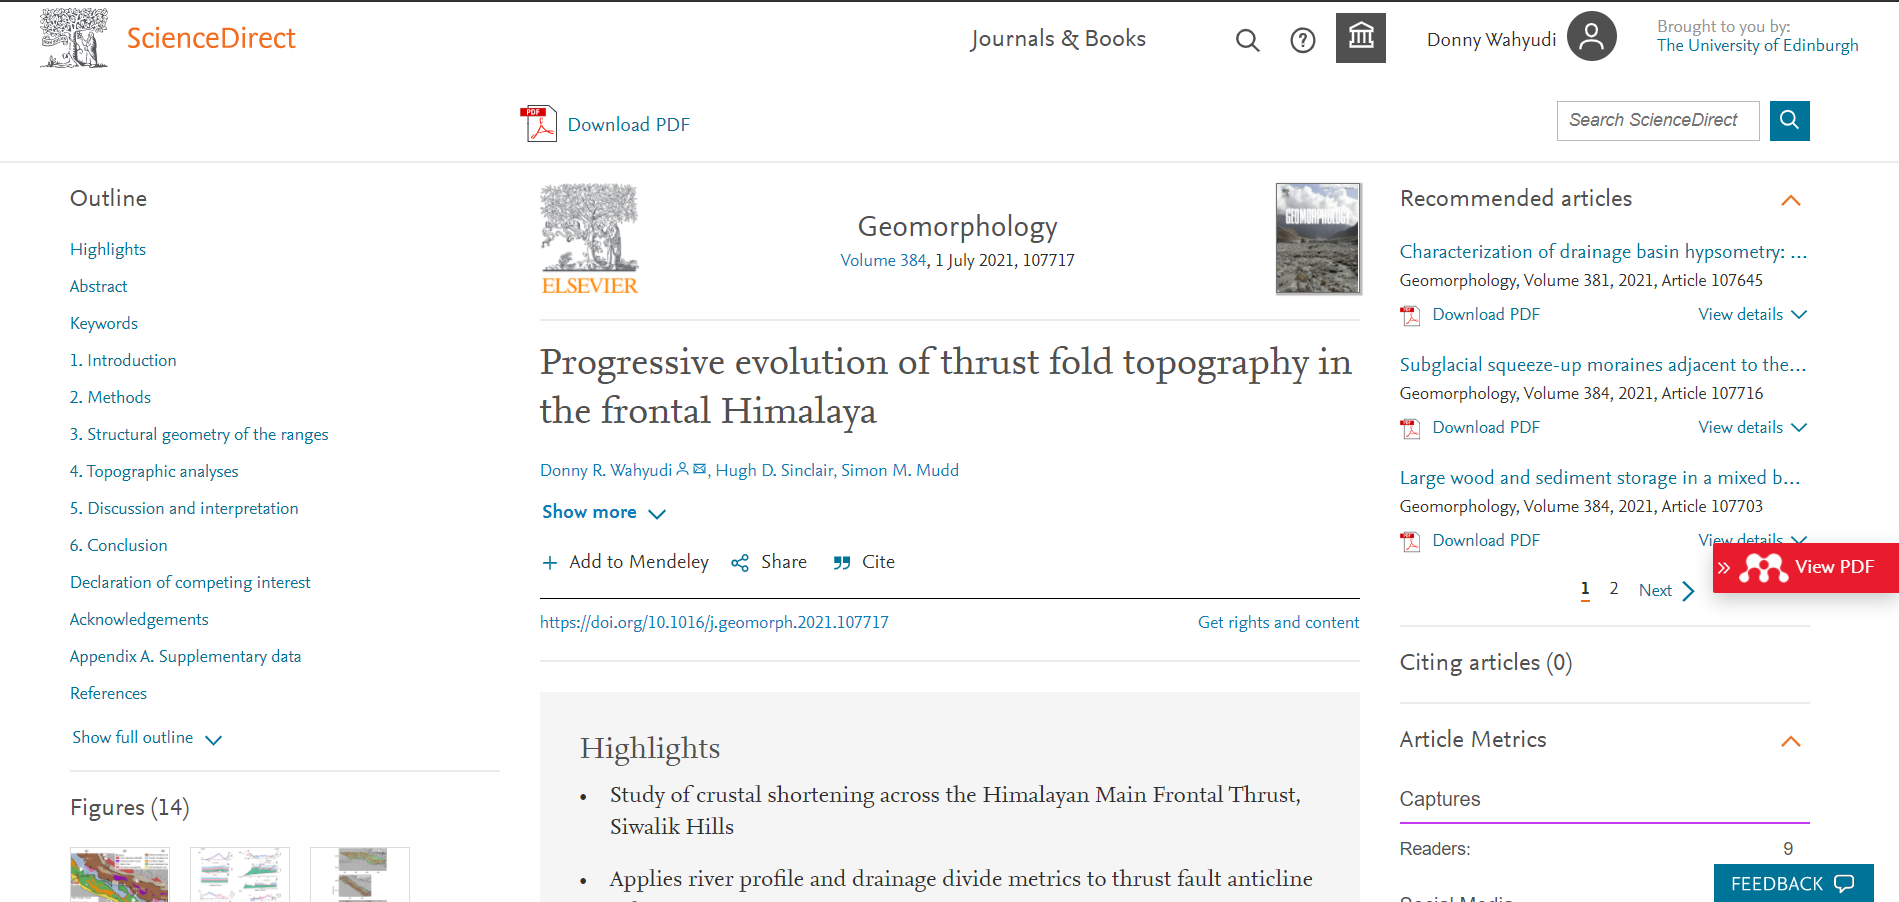 ScienceDirect
Journals & Books
Donny Wahyudi
Brought to you by:
The University of Edinburgh
PDF
Download PDF
Search ScienceDirect
Outline
Highlights
Abstract
Keywords
1. Introduction
2. Methods
3. Structural geometry of the ranges
4. Topographic analyses
5. Discussion and interpretation
6. Conclusion
Declaration of competing interest
Acknowledgements
Appendix A. Supplementary data
References
Show full outline
Figures (14)
ELSEVIER
Geomorphology
Volume 384, 1 July 2021, 107717
GEOMORPHOLOGY
Progressive evolution of thrust fold topography in
the frontal Himalaya
Donny R. Wahyudi, Hugh D. Sinclair, Simon M. Mudd
Show more
Add to Mendeley
Share
Cite
https://doi.org/10.1016/j.geomorph.2021.107717
Get rights and content
Highlights
• Study of crustal shortening across the Himalayan Main Frontal Thrust,
Siwalik Hills
• Applies river profile and drainage divide metrics to thrust fault anticline
Recommended articles
Characterization of drainage basin hypsometry: ...
Geomorphology, Volume 381, 2021, Article 107645
PDF
Download PDF
View details
Subglacial squeeze-up moraines adjacent to the...
Geomorphology, Volume 384, 2021, Article 107716
PDF
Download PDF
View details
Large wood and sediment storage in a mixed b...
Geomorphology, Volume 384, 2021, Article 107703
PDF
Download PDF
View details
» View PDF
1 2 Next
Citing articles (0)
Article Metrics
Captures
Readers: 9
FEEDBACK
Social Media